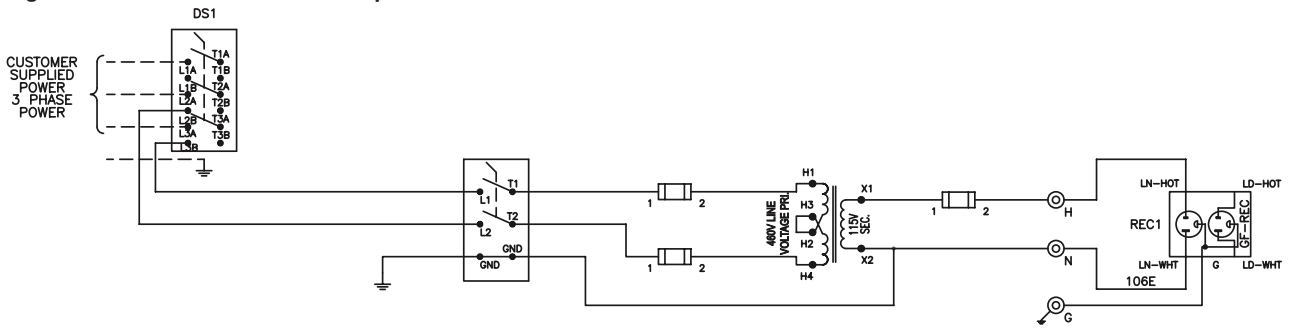 DS1
CUSTOMER
SUPPLIED
POWER
3 PHASE
POWER
T1A
L1A
T1B
L1B
T2A
L2A
T2B
L2B
T3A
L3A
T3B
L3B
T1
L1
T2
L2
GND
GND
1
2
1
2
H1
H3
H2
H4
460V LINE
VOLTAGE PRI.
X1
115V
SEC.
X2
1
2
H
N
G
LN-HOT
LD-HOT
REC1
GF-REC
LN-WHT
G
LD-WHT
106E